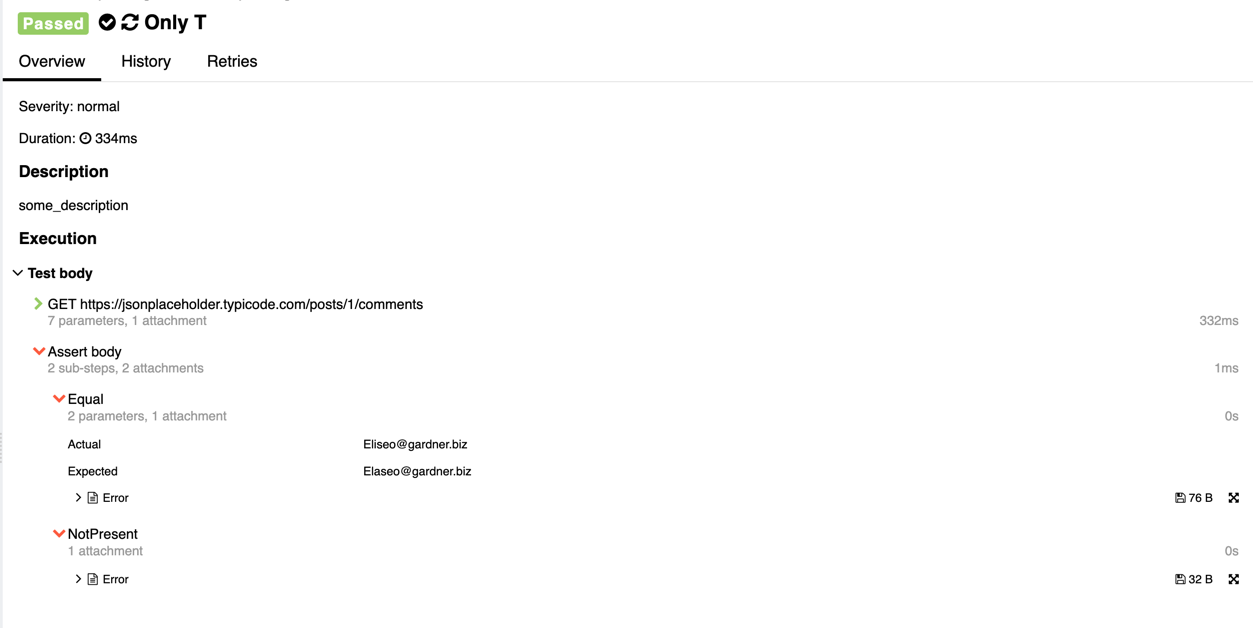 Passed Only T
Overview History Retries
Severity: normal
Duration: 334ms
Description
some_description
Execution
Test body
GET https://jsonplaceholder.typicode.com/posts/1/comments
7 parameters, 1 attachment 332ms
Assert body
2 sub-steps, 2 attachments 1ms
Equal
2 parameters, 1 attachment 0s
Actual Eliseo@gardner.biz
Expected Elaseo@gardner.biz
Error 76 B
NotPresent
1 attachment 0s
Error 32 B